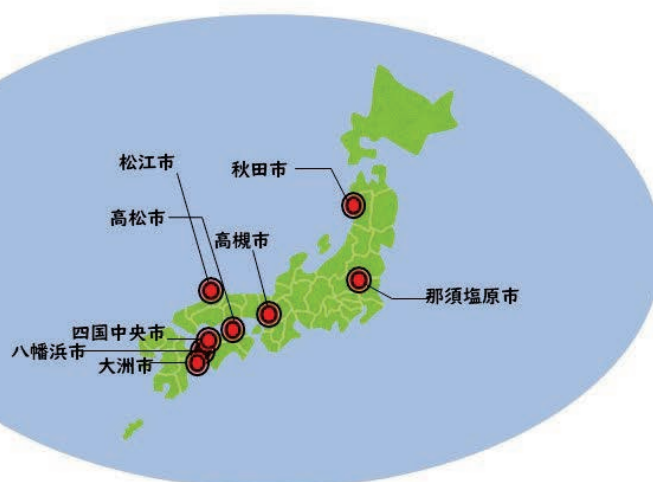 松江市
秋田市
高松市
高槻市
那須塩原市
四国中央市
八幡浜市
大洲市